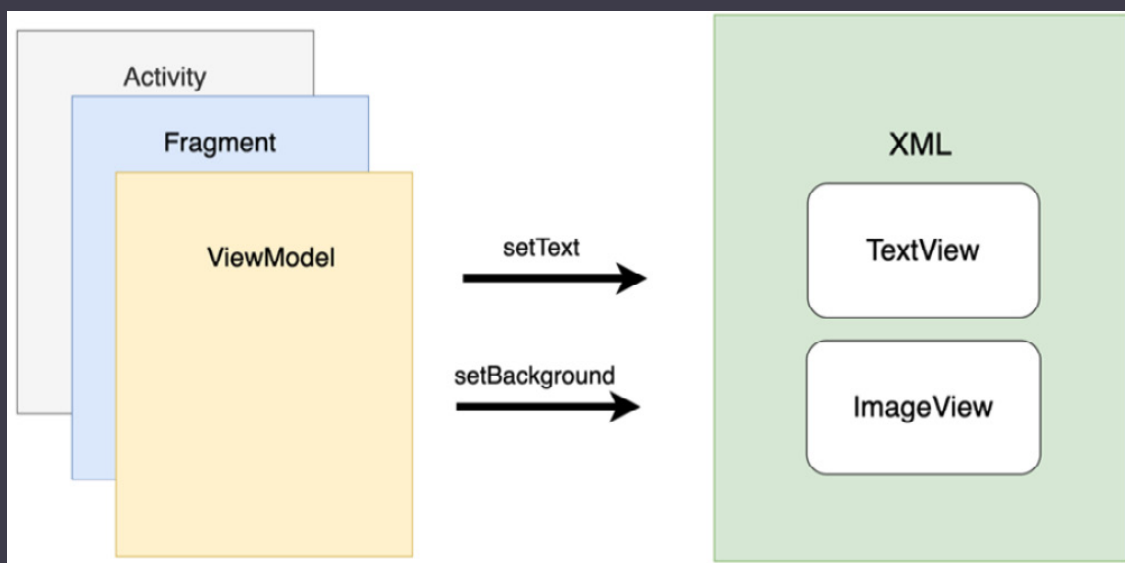 Activity
Fragment
ViewModel
setText
setBackground
XML
TextView
ImageView